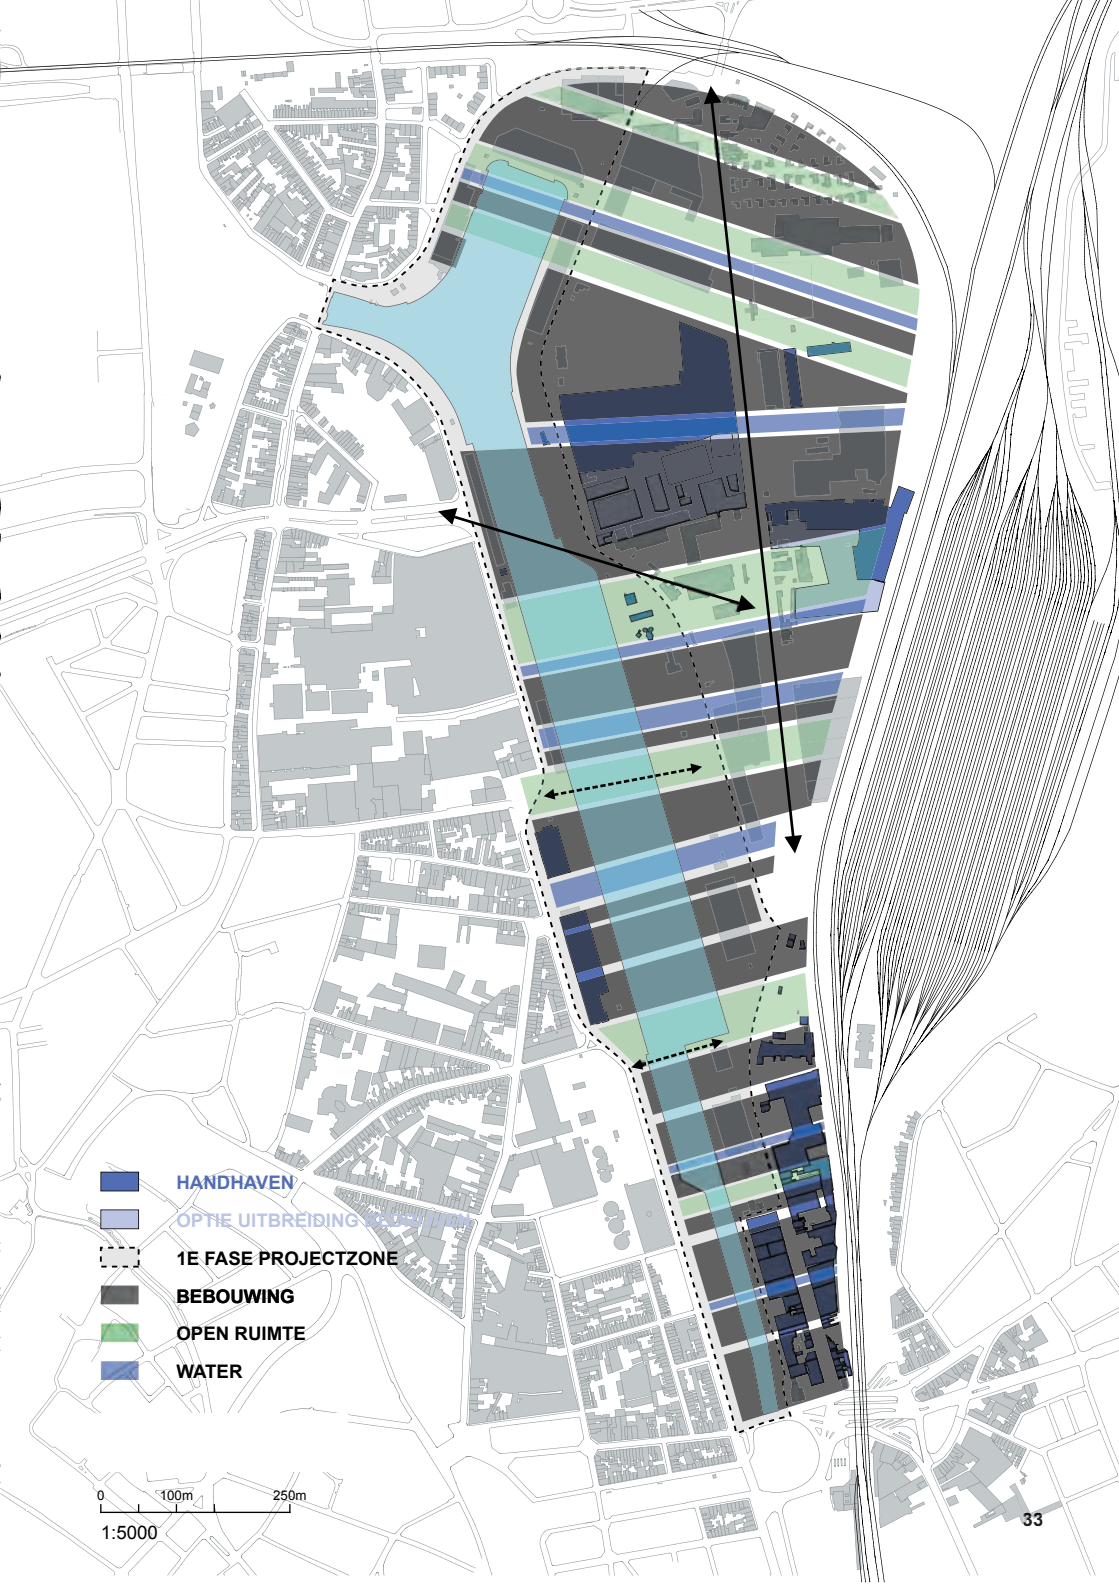 HANDHAVEN
OPTIE UITBREIDING
1E FASE PROJECTZONE
BEBOUWING
OPEN RUIMTE
WATER
0 100m 250m
1:5000
33